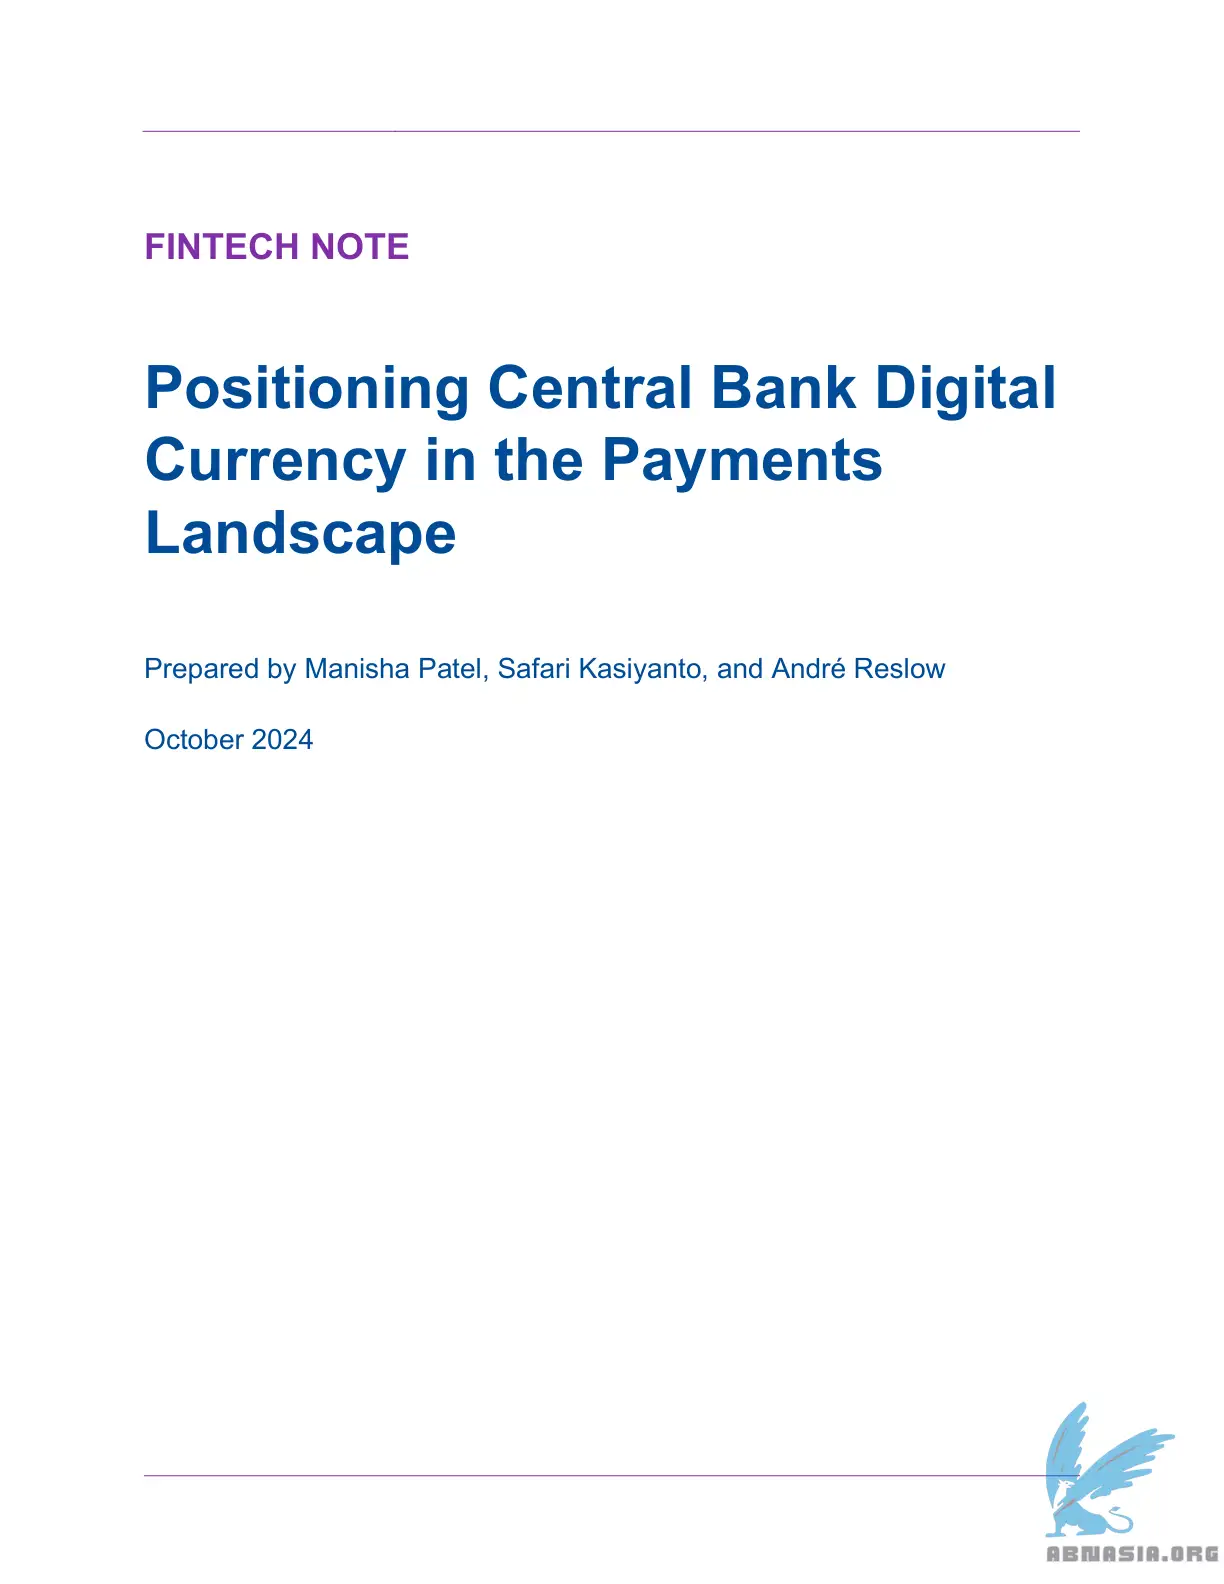 FINTECH NOTE
Positioning Central Bank Digital
Currency in the Payments
Landscape
Prepared by Manisha Patel, Safari Kasiyanto, and André Reslow
October 2024
ABNASIA.ORG